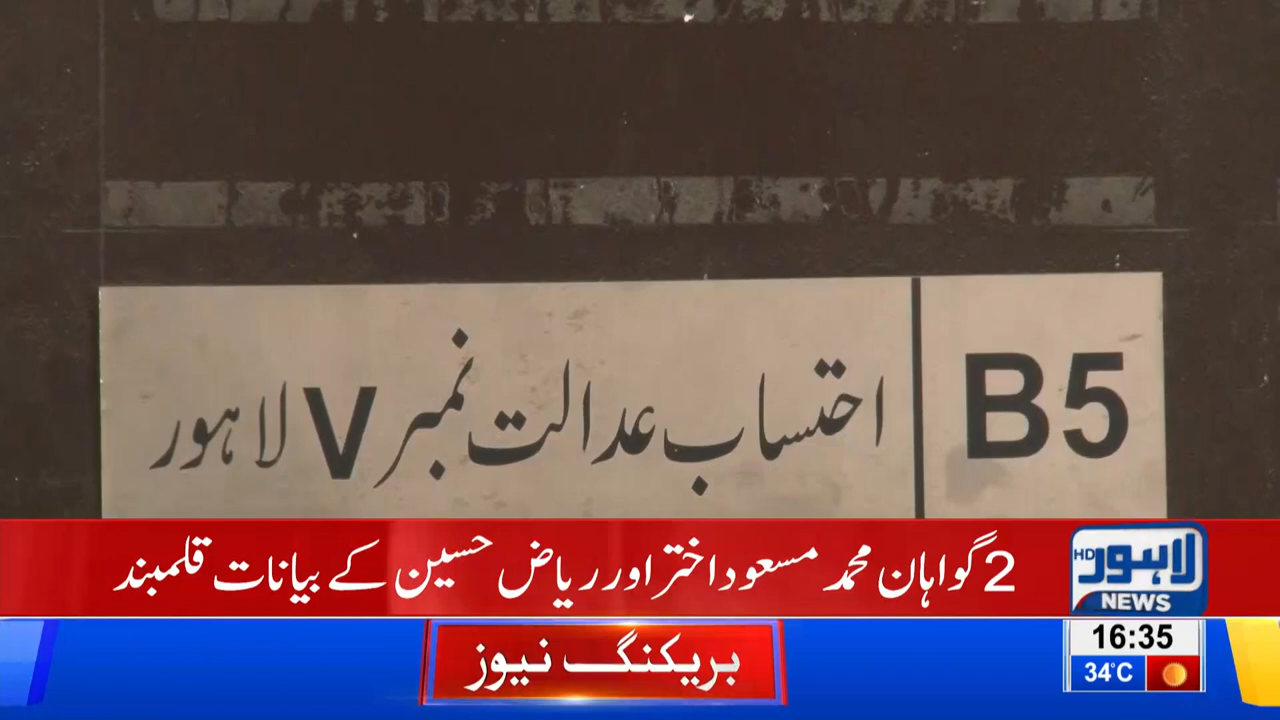 B5
احتساب عدالت نمبر V لاہور
2 گواہان محمد مسعود اختر اور ریاض حسین کے بیانات قلمبند
لاہور HD
NEWS
بریکنگ نیوز
16:35
34°C